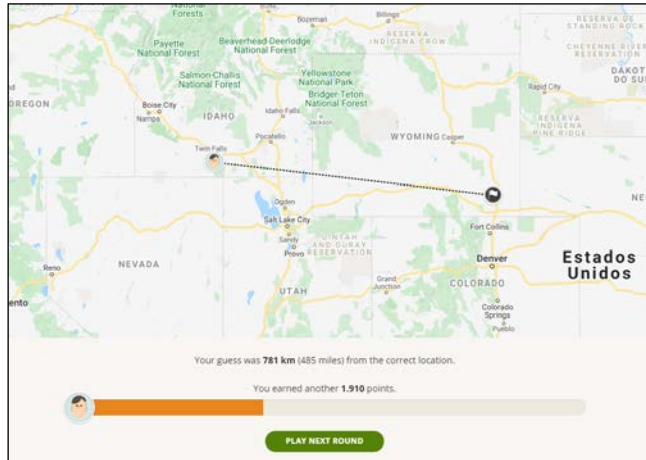 National
Forests
Bozeman
Billings
RESERVA
INDÍGENA CROW
RESERVA DE
STANDING ROCK
CHEYENNE RIVER
RESERVATION
Payette
National Forest
Beaverhead-Deerlodge
National Forest
Salmon-Challis
National Forest
Yellowstone
National Park
Bridger-Teton
National Forest
DAKOT
DO SU
OREGON
Boise City
Nampa
IDAHO
Idaho Falls
Jackson
Rapid City
Pocatello
WYOMING
Casper
RESERVA
INDÍGENA
PINE RIDGE
Twin Falls
Ogden
Salt Lake
City
Sandy
Provo
UINTAH
AND OURAY
RESERVATION
NE
Fort Collins
Reno
NEVADA
Denver
Estados
Unidos
ento
UTAH
Grand
Junction
COLORADO
Colorado
Springs
Pueblo
Your guess was 781 km (485 miles) from the correct location.
You earned another 1.910 points.
PLAY NEXT ROUND